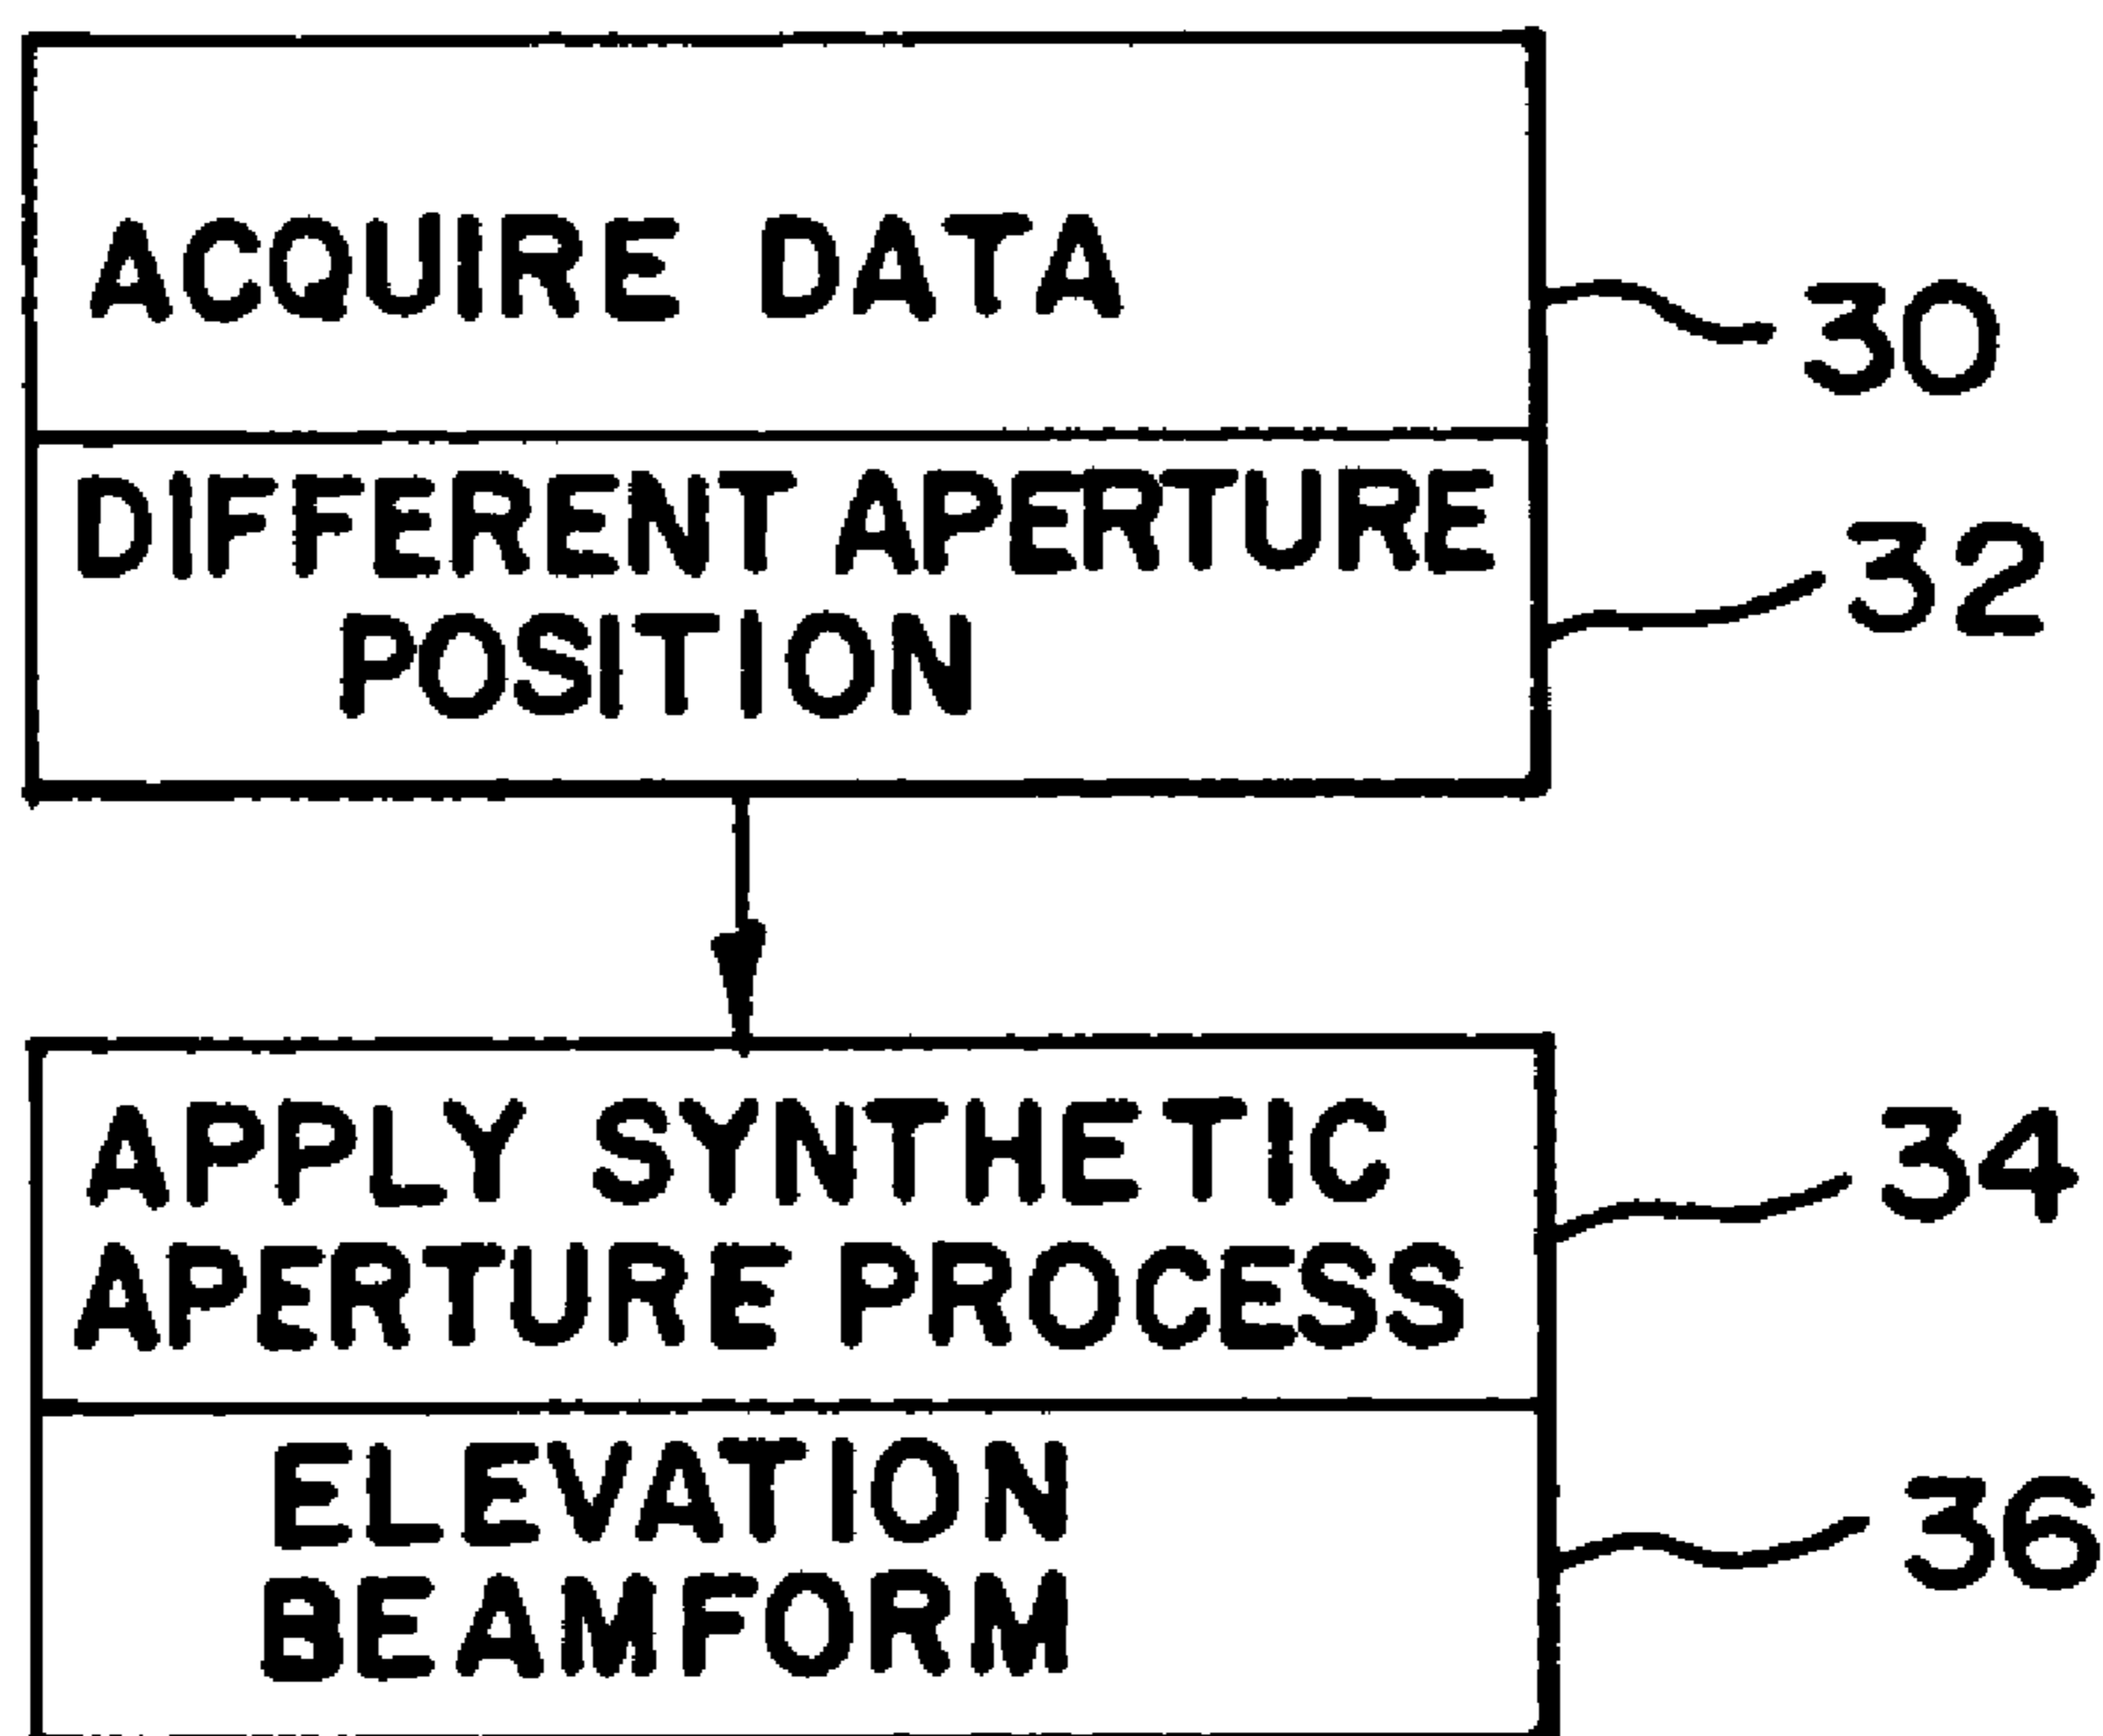 ACQUIRE DATA
30
DIFFERENT APERTURE
POSITION
32
APPLY SYNTHETIC
APERTURE PROCESS
34
ELEVATION
BEAMFORM
36